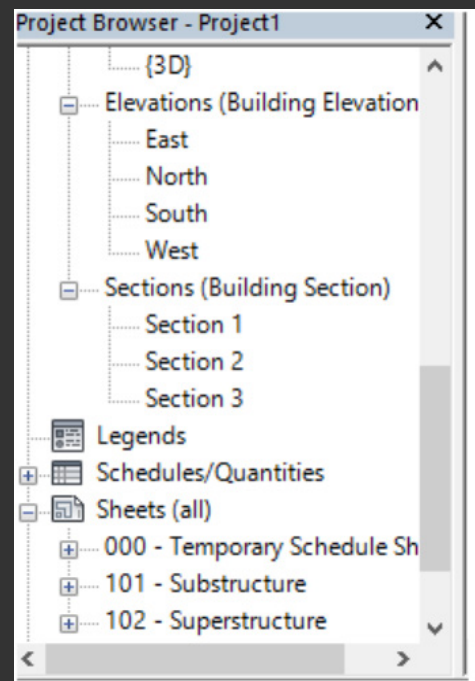 Project Browser - Project1
{3D}
Elevations (Building Elevation
East
North
South
West
Sections (Building Section)
Section 1
Section 2
Section 3
Legends
Schedules/Quantities
Sheets (all)
000 - Temporary Schedule Sh
101 - Substructure
102 - Superstructure